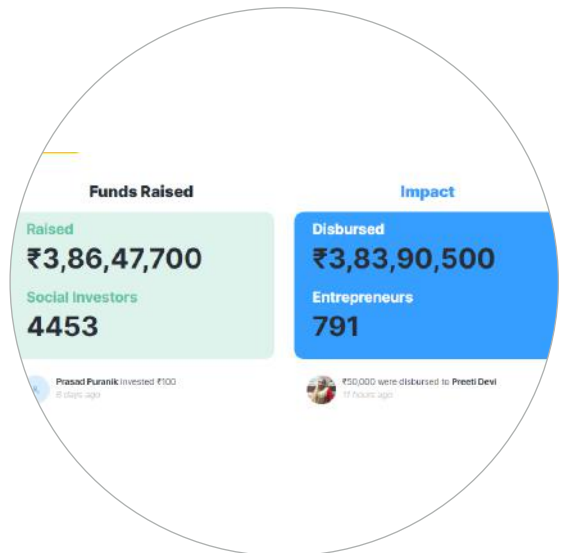 Funds Raised
Raised
₹3,86,47,700
Social Investors
4453
Prasad Puranik invested ₹100
8 days ago
Impact
Disbursed
₹3,83,90,500
Entrepreneurs
791
₹50,000 were disbursed to Preeti Devi
11 hours ago